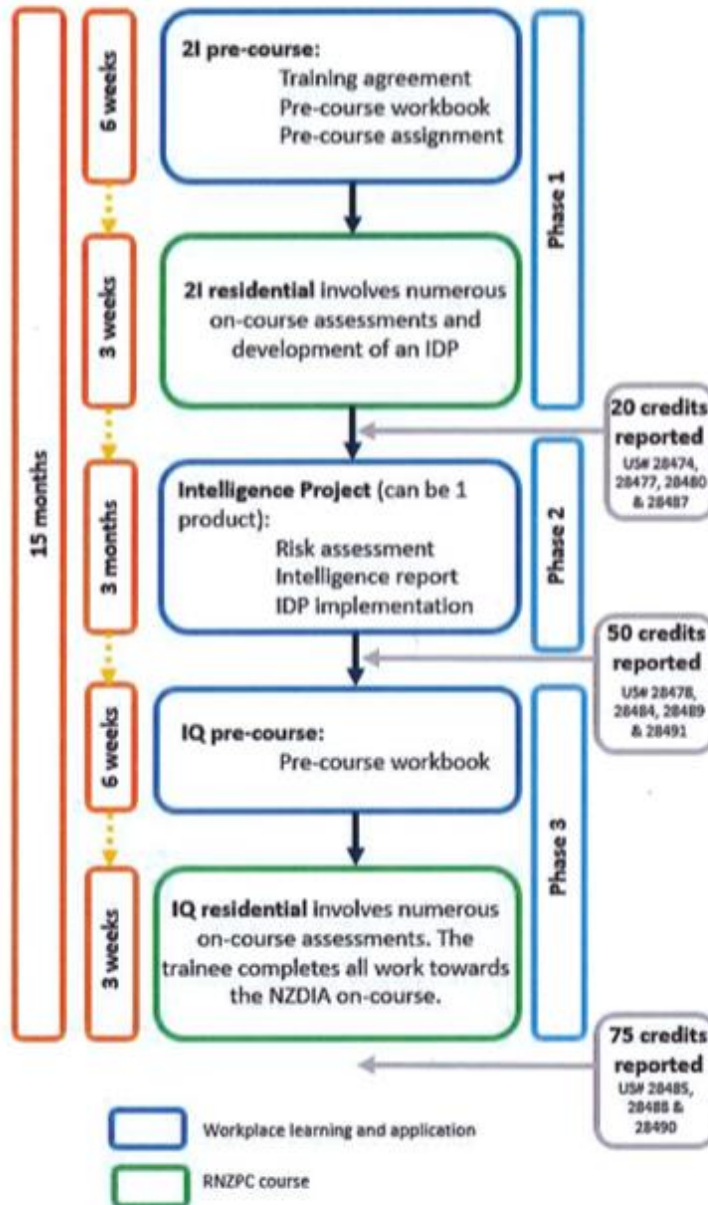 15 months
6 weeks
3 weeks
3 months
6 weeks
3 weeks
2I pre-course:
Training agreement
Pre-course workbook
Pre-course assignment
2I residential involves numerous
on-course assessments and
development of an IDP
Phase 1
20 credits
reported
US# 28474,
28477, 28480
& 28487
Intelligence Project (can be 1
product):
Risk assessment
Intelligence report
IDP implementation
Phase 2
50 credits
reported
US# 28478,
28484, 28489
& 28491
IQ pre-course:
Pre-course workbook
IQ residential involves numerous
on-course assessments. The
trainee completes all work towards
the NZDIA on-course.
Phase 3
75 credits
reported
US# 28485,
28488 &
28490
Workplace learning and application
RNZPC course